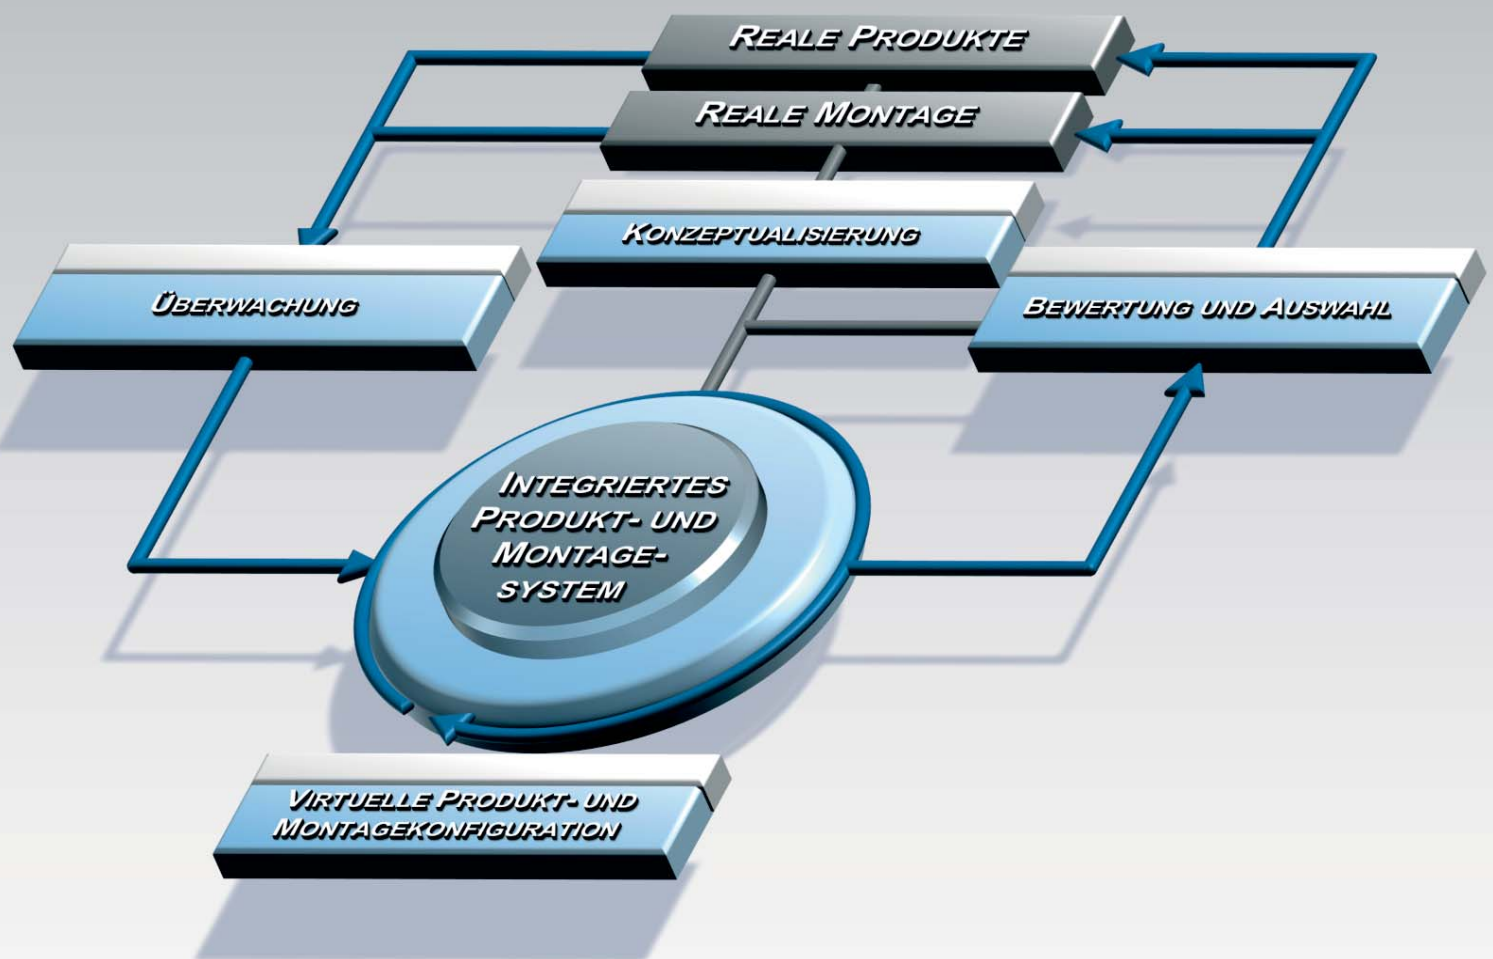 REALE PRODUKTE
REALE MONTAGE
KONZEPTUALISIERUNG
ÜBERWACHUNG
BEWERTUNG UND AUSWAHL
INTEGRIERTES
PRODUKT- UND
MONTAGE-
SYSTEM
VIRTUELLE PRODUKT- UND
MONTAGEKONFIGURATION